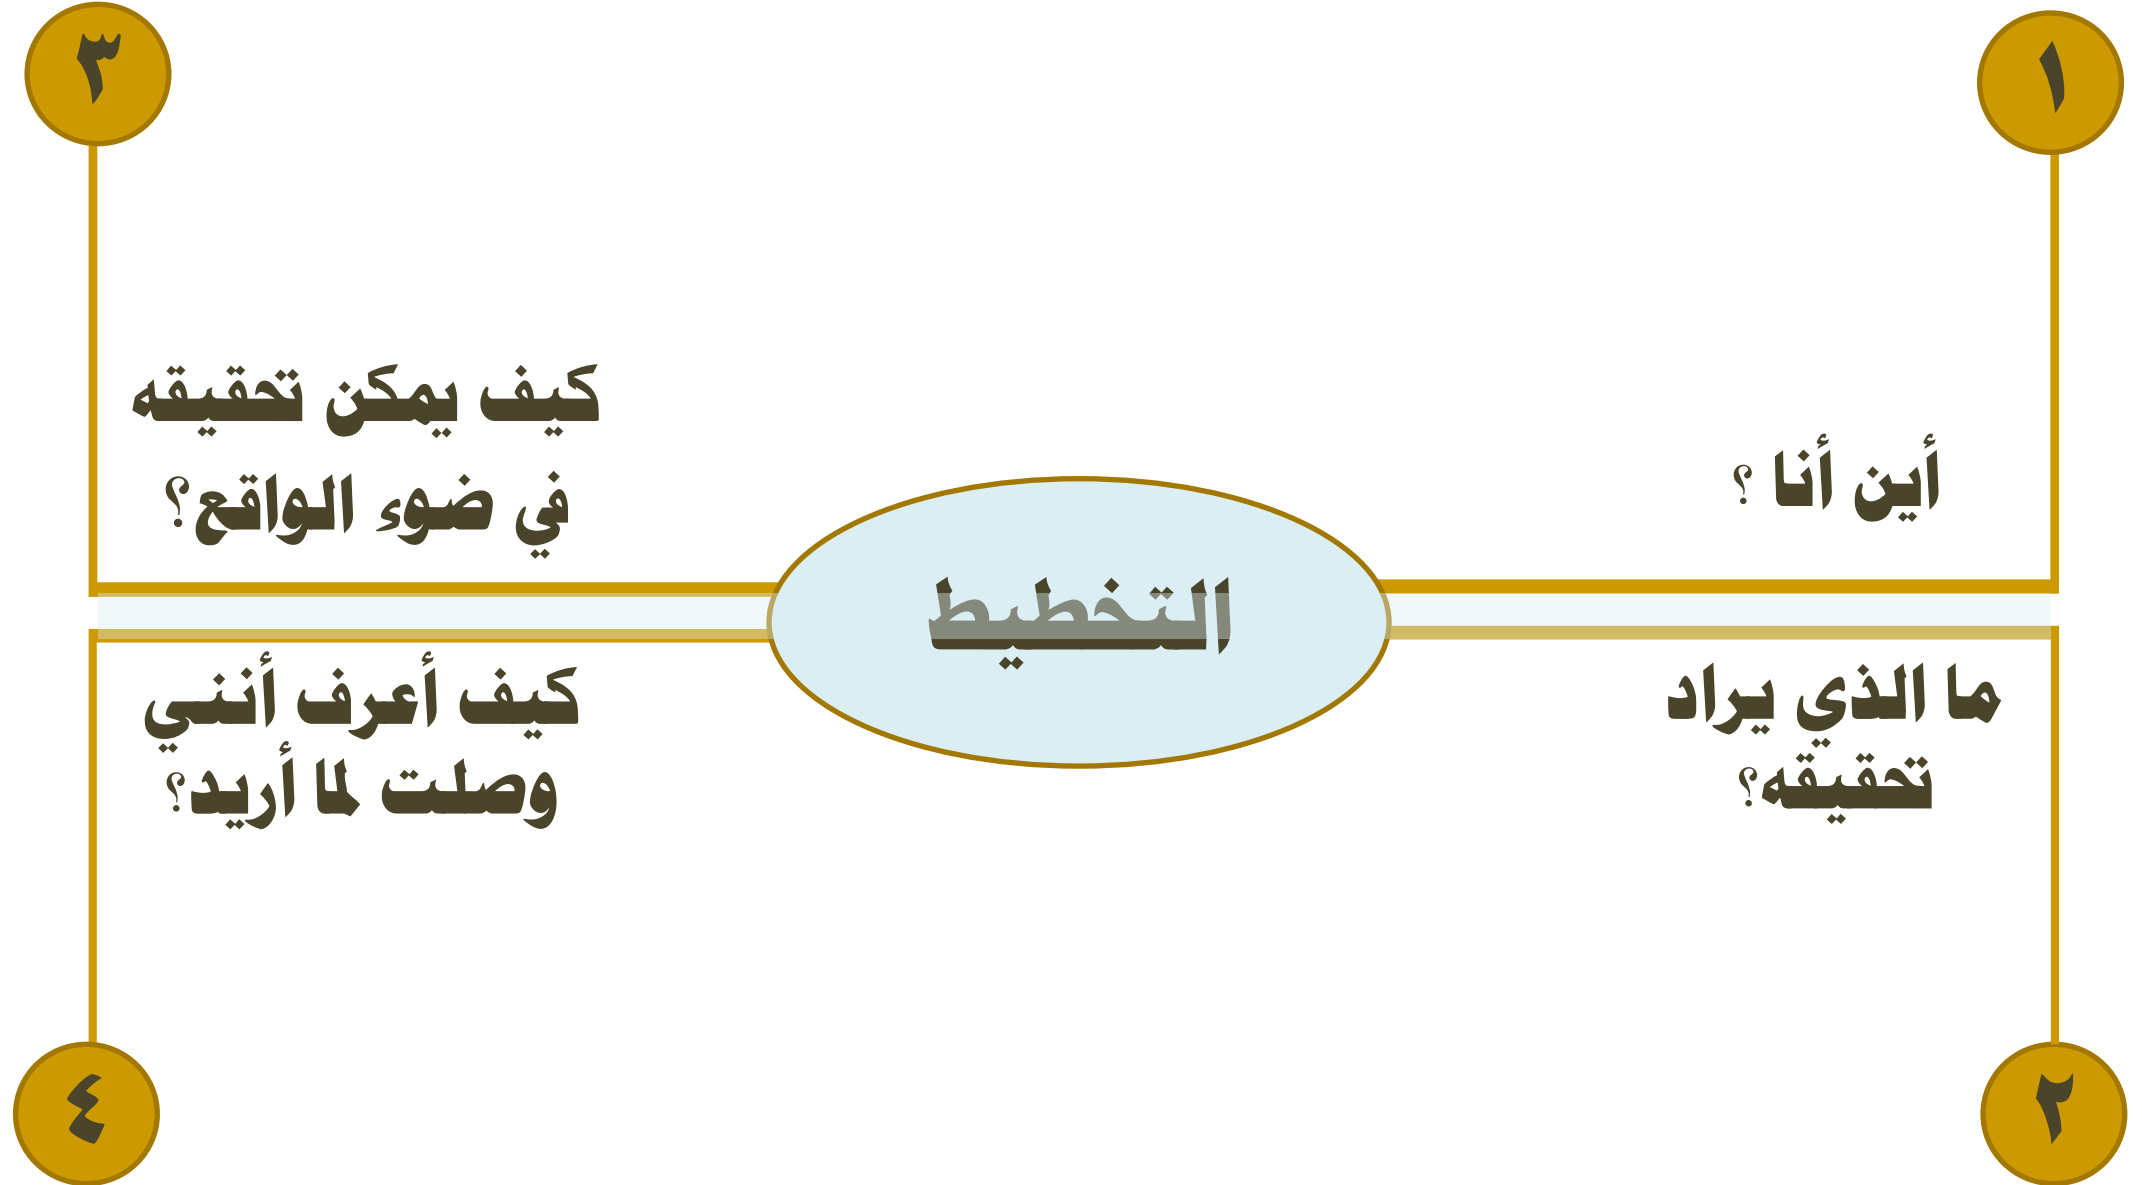 ١
أين أنا ؟
٢
ما الذي يراد
تحقيقه؟
التخطيط
٣
كيف يمكن تحقيقه
في ضوء الواقع؟
٤
كيف أعرف أنني
وصلت لما أريد؟